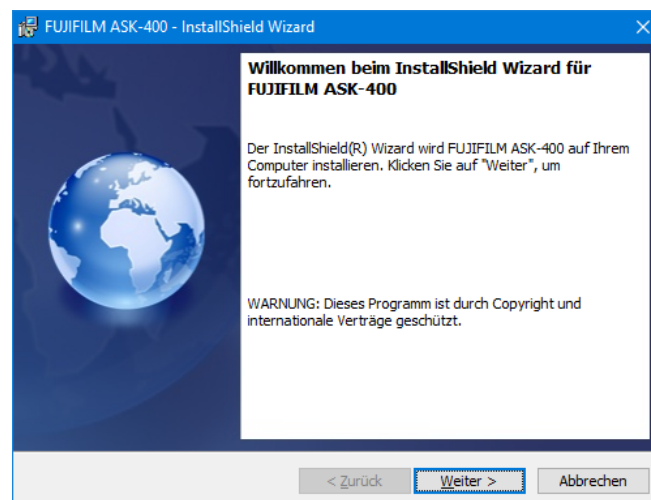 FUJIFILM ASK-400 - InstallShield Wizard
Willkommen beim InstallShield Wizard für
FUJIFILM ASK-400
Der InstallShield(R) Wizard wird FUJIFILM ASK-400 auf Ihrem
Computer installieren. Klicken Sie auf "Weiter", um
fortzufahren.
WARNUNG: Dieses Programm ist durch Copyright und
internationale Verträge geschützt.
< Zurück Weiter > Abbrechen